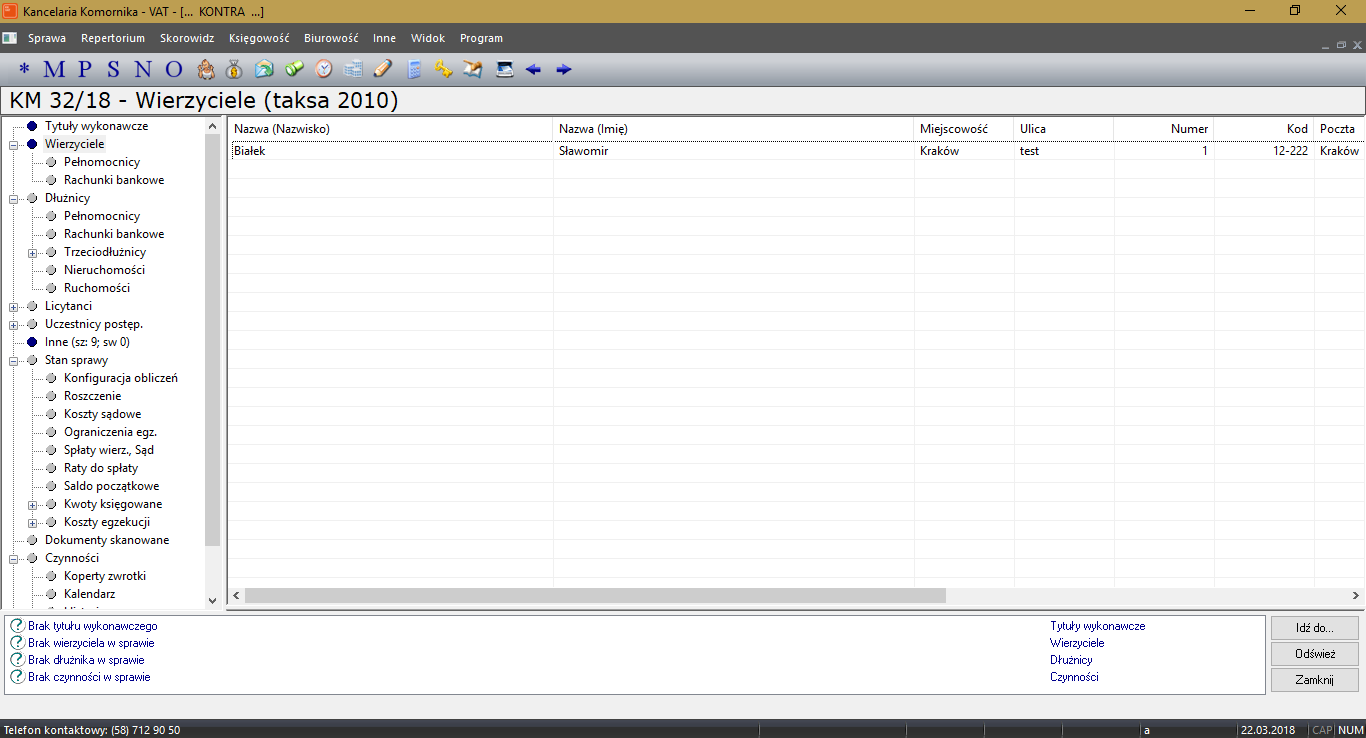 Kancelaria Komornika - VAT - [... KONTRA ...]
Sprawa Repertorium Skorowidz Księgowość Biurowość Inne Widok Program
* M P S N O
KM 32/18 - Wierzyciele (taksa 2010)
Tytuły wykonawcze
Wierzyciele
Pełnomocnicy
Rachunki bankowe
Dłużnicy
Pełnomocnicy
Rachunki bankowe
Trzeciodłużnicy
Nieruchomości
Ruchomości
Licytanci
Uczestnicy postęp.
Inne (sz: 9; sw 0)
Stan sprawy
Konfiguracja obliczeń
Roszczenie
Koszty sądowe
Ograniczenia egz.
Spłaty wierz., Sąd
Raty do spłaty
Saldo początkowe
Kwoty księgowane
Koszty egzekucji
Dokumenty skanowane
Czynności
Koperty zwrotki
Kalendarz
Nazwa (Nazwisko) Nazwa (Imię) Miejscowość Ulica Numer Kod Poczta
Białek Sławomir Kraków test 1 12-222 Kraków
Brak tytułu wykonawczego Tytuły wykonawcze
Brak wierzyciela w sprawie Wierzyciele
Brak dłużnika w sprawie Dłużnicy
Brak czynności w sprawie Czynności
Idź do...
Odśwież
Zamknij
Telefon kontaktowy: (58) 712 90 50 a 22.03.2018 CAP NUM